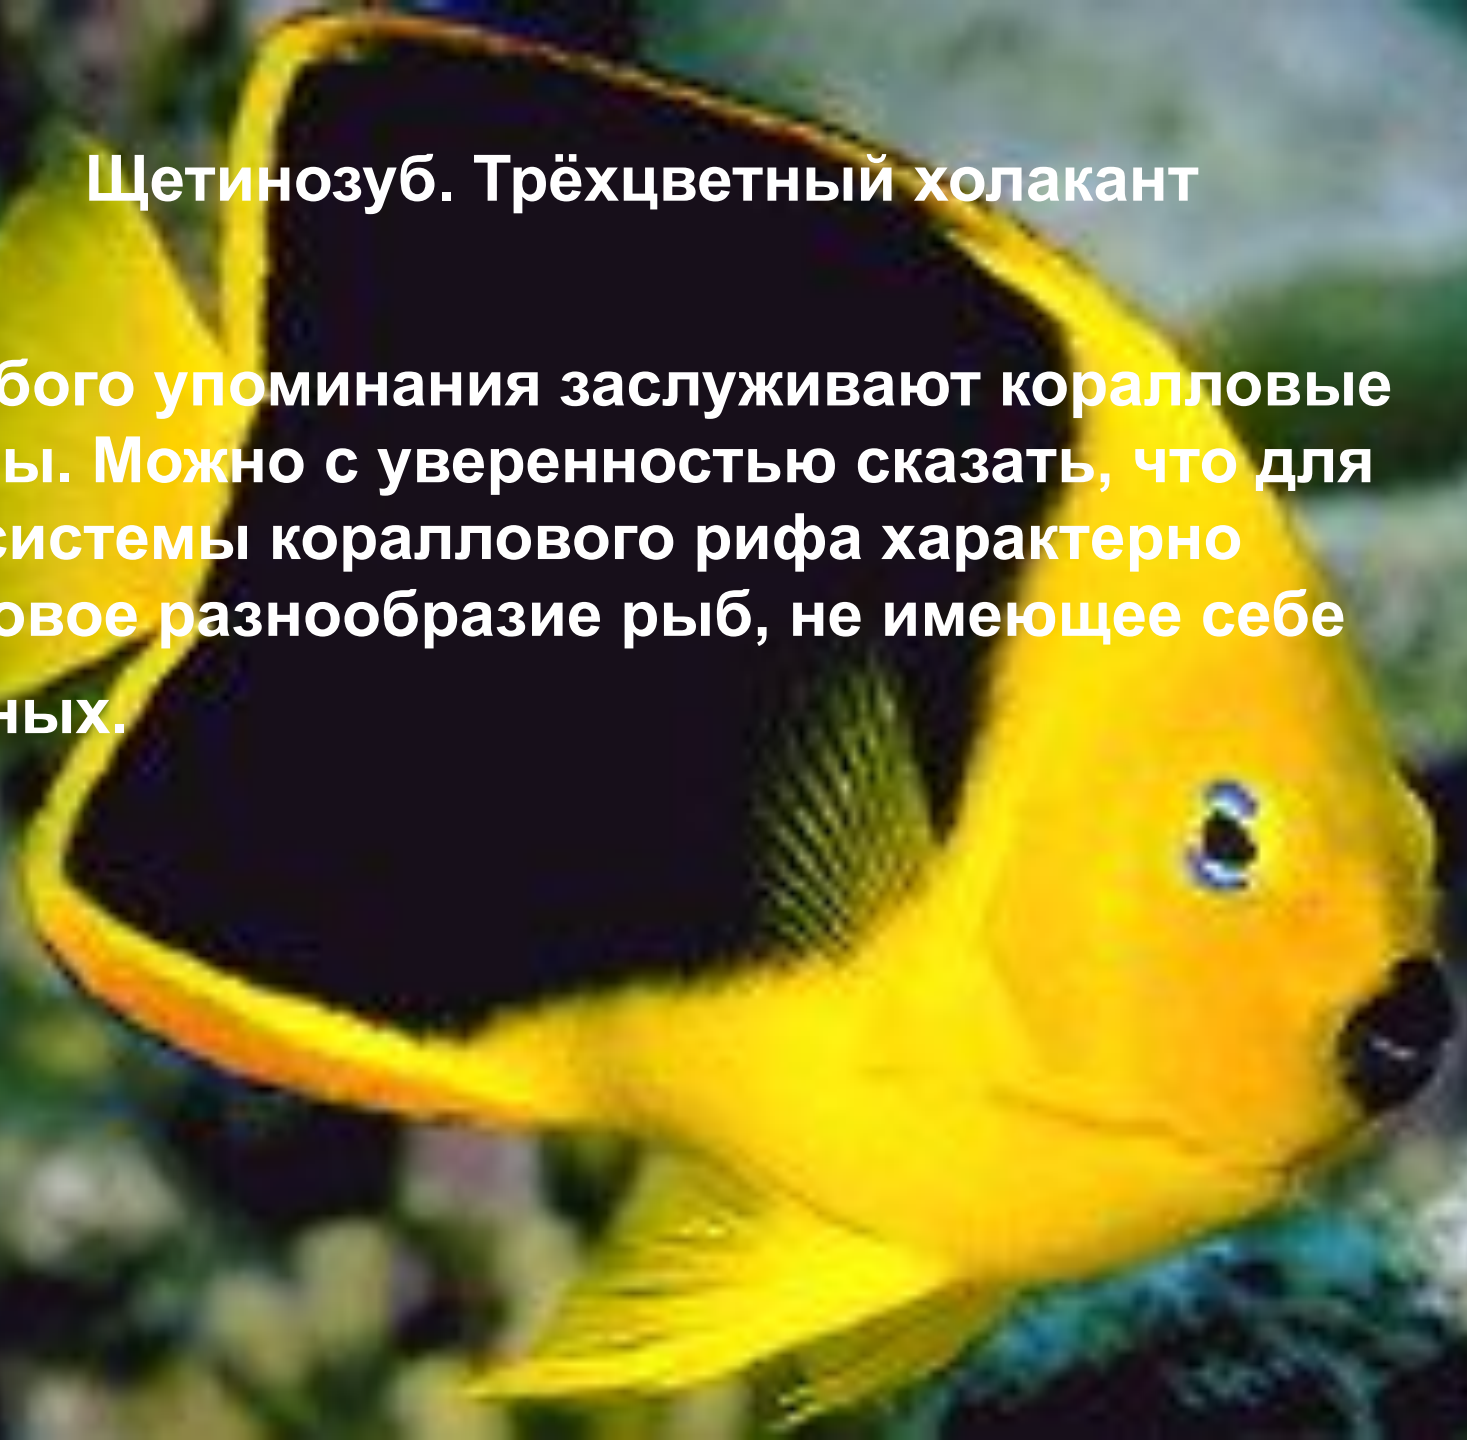 Щетинозуб. Трёхцветный холакант
бого упоминания заслуживают коралловые
ы. Можно с уверенностью сказать, что для
системы кораллового рифа характерно
овое разнообразие рыб, не имеющее себе
ных.